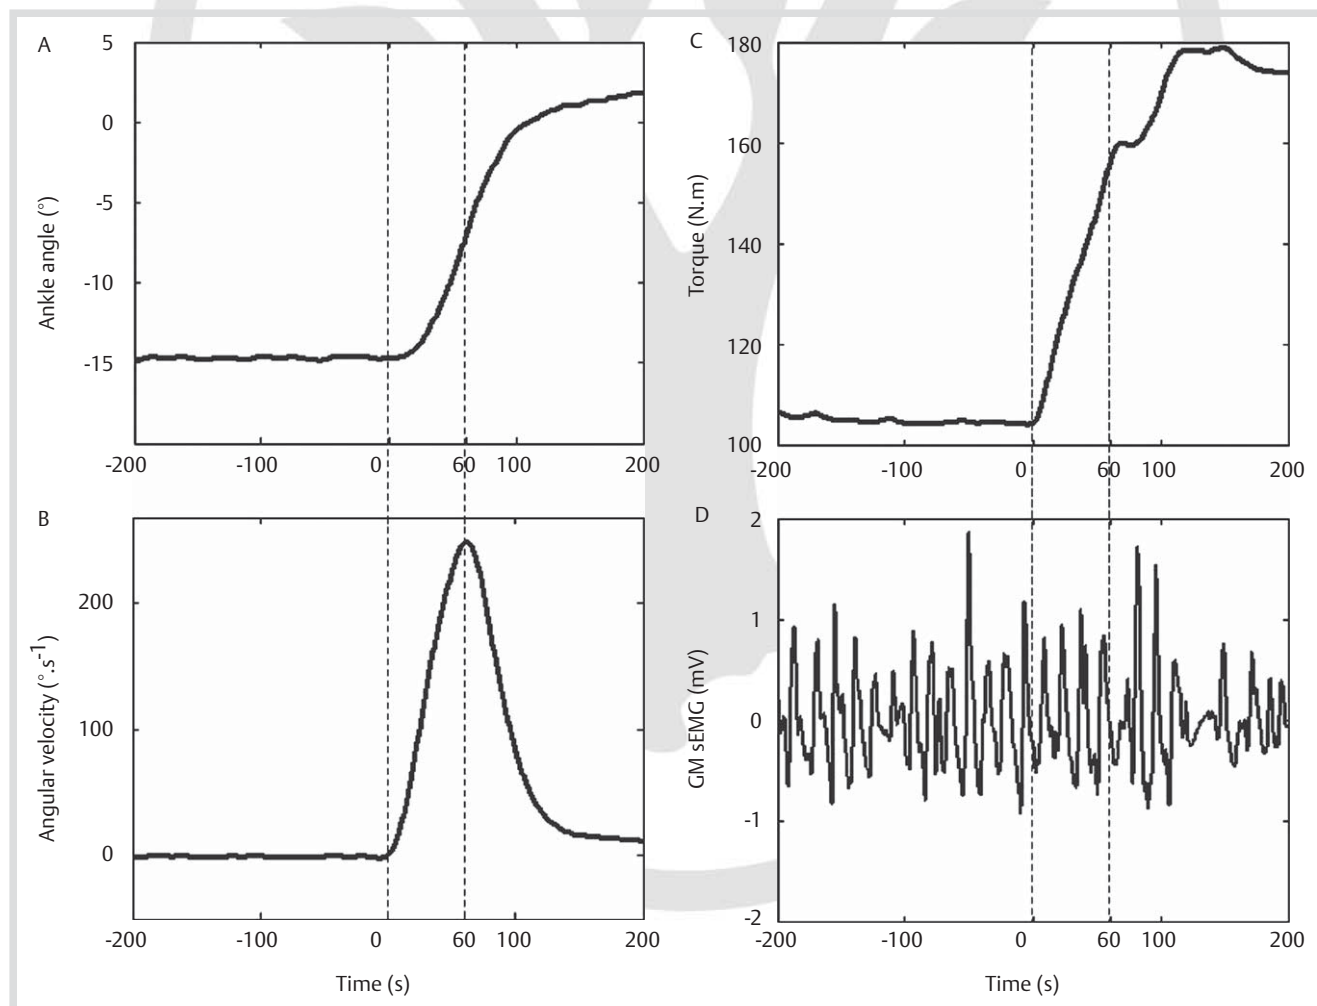 A
5
0
-5
-10
-15
Ankle angle (°)
-200 -100 0 60 100 200
B
200
100
0
Angular velocity (°.s-1)
-200 -100 0 60 100 200
Time (s)
C
180
160
140
120
100
Torque (N.m)
-200 -100 0 60 100 200
D
2
1
0
-1
-2
GM sEMG (mV)
-200 -100 0 60 100 200
Time (s)